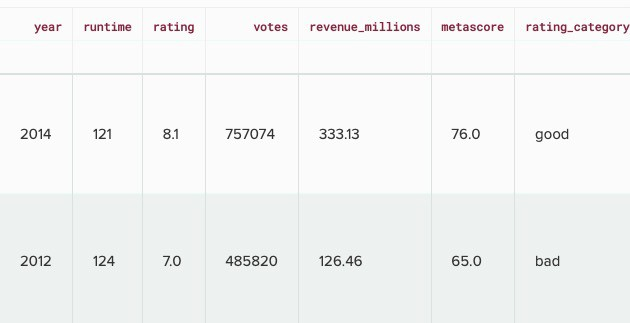 year runtime rating votes revenue_millions metascore rating_category
2014 121 8.1 757074 333.13 76.0 good
2012 124 7.0 485820 126.46 65.0 bad